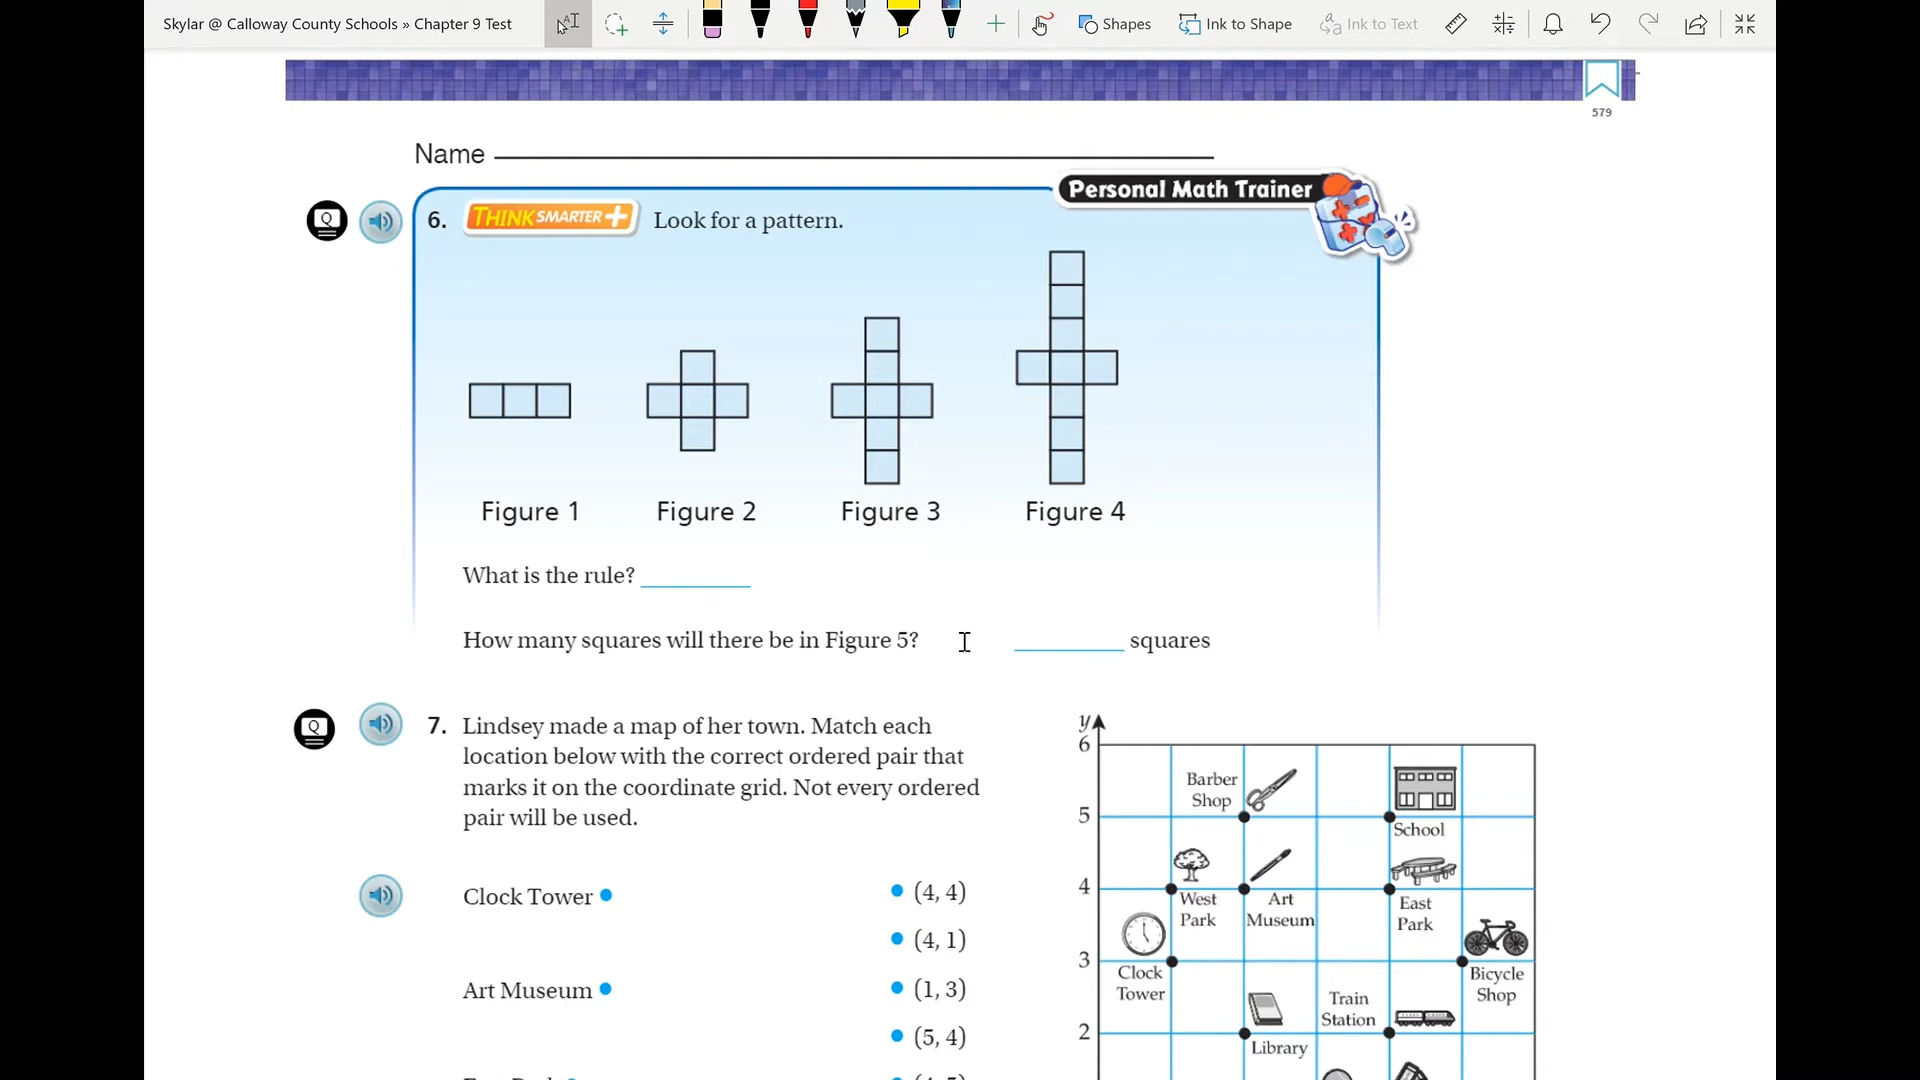 Skylar @ Calloway County Schools » Chapter 9 Test
Shapes
Ink to Shape
Ink to Text
579
Name
Personal Math Trainer
6. THINK SMARTER + Look for a pattern.
Figure 1 Figure 2 Figure 3 Figure 4
What is the rule?
How many squares will there be in Figure 5? squares
7. Lindsey made a map of her town. Match each
location below with the correct ordered pair that
marks it on the coordinate grid. Not every ordered
pair will be used.
Clock Tower
Art Museum
(4, 4)
(4, 1)
(1, 3)
(5, 4)
y
6
5
4
3
2
Barber
Shop
School
West
Park
Art
Museum
East
Park
Clock
Tower
Bicycle
Shop
Train
Station
Library